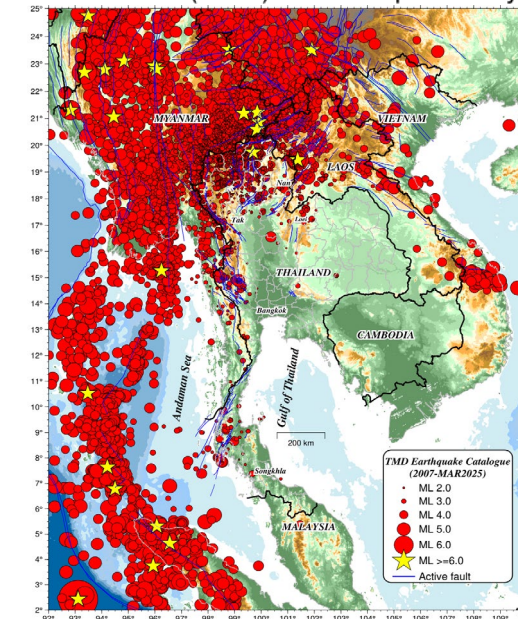 25°
24°
23°
22°
21°
MYANMAR
VIETNAM
20°
19°
LAOS
Nan
18°
Tak
Loei
17°
16°
15°
THAILAND
14°
Bangkok
13°
CAMBODIA
12°
11°
Andaman Sea
Gulf of Thailand
10°
9°
200 km
8°
7°
Songkhla
6°
5°
MALAYSIA
4°
3°
2°
TMD Earthquake Catalogue
(2007-MAR2025)
ML 2.0
ML 3.0
ML 4.0
ML 5.0
ML 6.0
ML >=6.0
Active fault